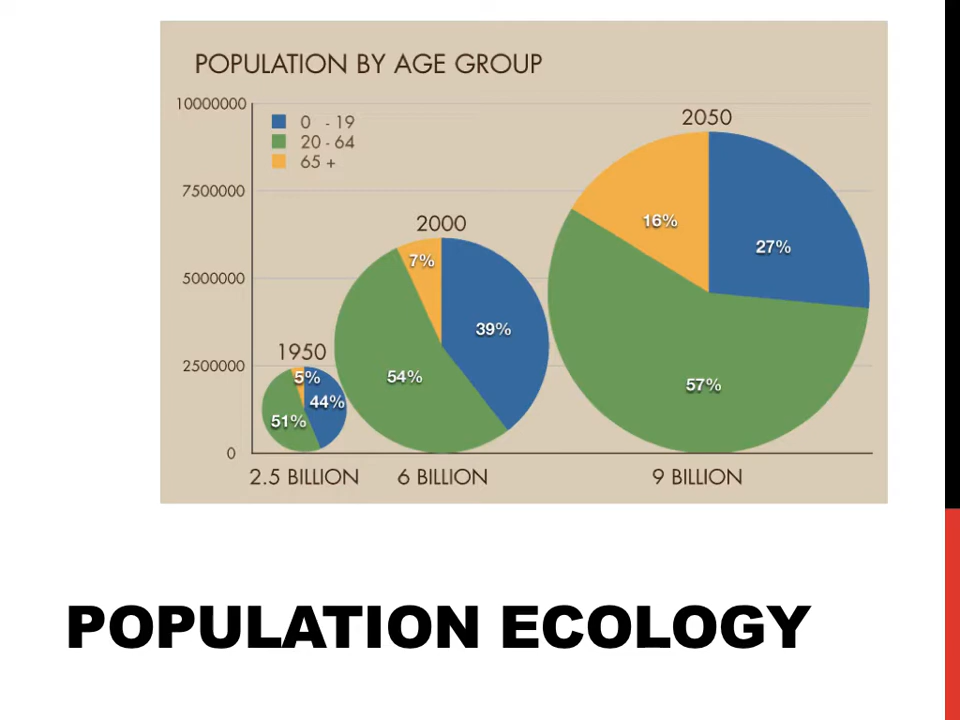 POPULATION BY AGE GROUP
10000000
7500000
5000000
2500000
0
0 - 19
20 - 64
65 +
1950
5%
44%
51%
2000
7%
39%
54%
2050
16%
27%
57%
2.5 BILLION
6 BILLION
9 BILLION
POPULATION ECOLOGY